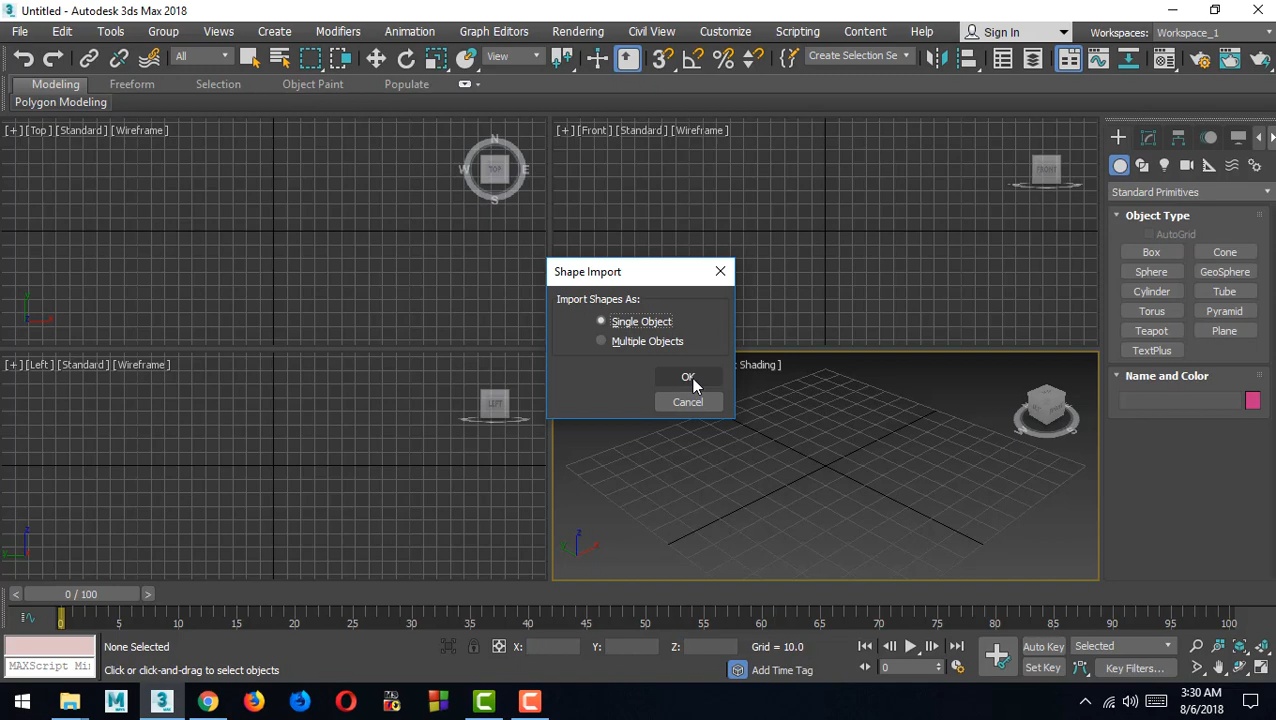 Untitled - Autodesk 3ds Max 2018
File Edit Tools Group Views Create Modifiers Animation Graph Editors Rendering Civil View Customize Scripting Content Help Sign In Workspaces: Workspace_1
All View 3 Create Selection Se
Modeling Freeform Selection Object Paint Populate
Polygon Modeling
[+] [Top] [Standard] [Wireframe]
N
W TOP E
S
[+] [Front] [Standard] [Wireframe]
FRONT
Standard Primitives
Object Type
AutoGrid
Box Cone
Sphere GeoSphere
Cylinder Tube
Torus Pyramid
Teapot Plane
TextPlus
Name and Color
Shape Import
Import Shapes As:
Single Object
Multiple Objects
OK
Cancel
[+] [Left] [Standard] [Wireframe]
LEFT
Shading ]
z
x
y
< 0 / 100 >
0 5 10 15 20 25 30 35 40 45 50 55 60 65 70 75 80 85 90 95 100
None Selected X: Y: Z: Grid = 10.0 Auto Key Selected
MAXScript Mi Click or click-and-drag to select objects Add Time Tag 0 Set Key Key Filters...
3:30 AM
8/6/2018